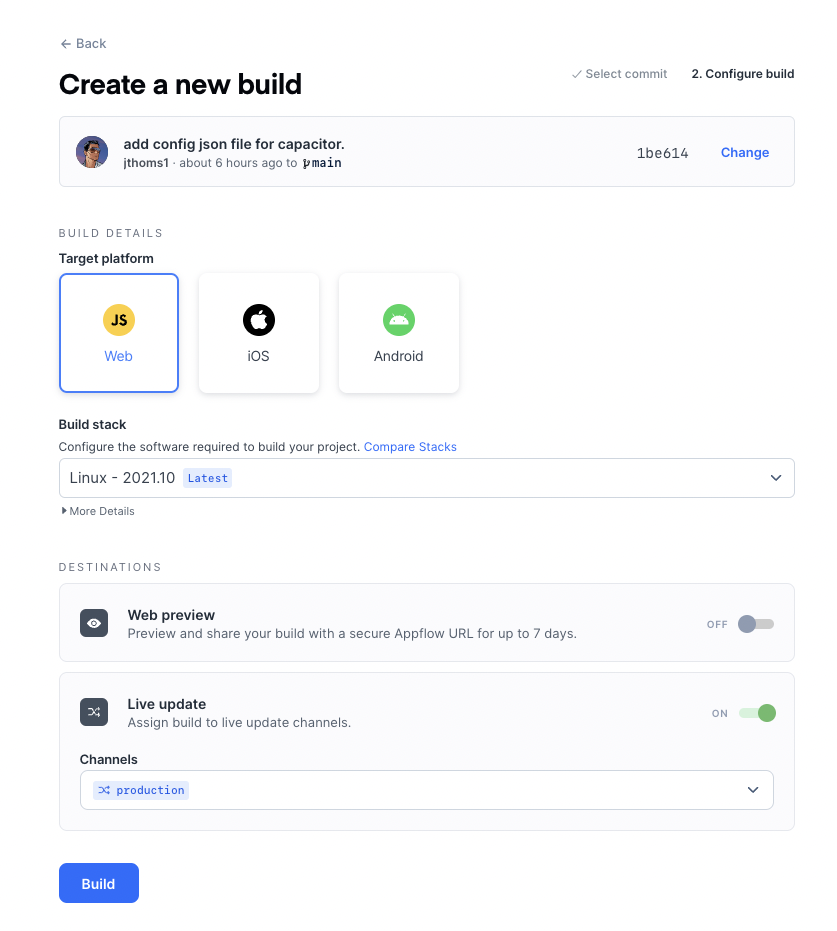 ← Back
Create a new build
✓ Select commit 2. Configure build
add config json file for capacitor.
jthoms1 · about 6 hours ago to main
1be614 Change
BUILD DETAILS
Target platform
JS
Web iOS Android
Build stack
Configure the software required to build your project. Compare Stacks
Linux - 2021.10 Latest
More Details
DESTINATIONS
Web preview
Preview and share your build with a secure Appflow URL for up to 7 days.
OFF
Live update
Assign build to live update channels.
ON
Channels
production
Build